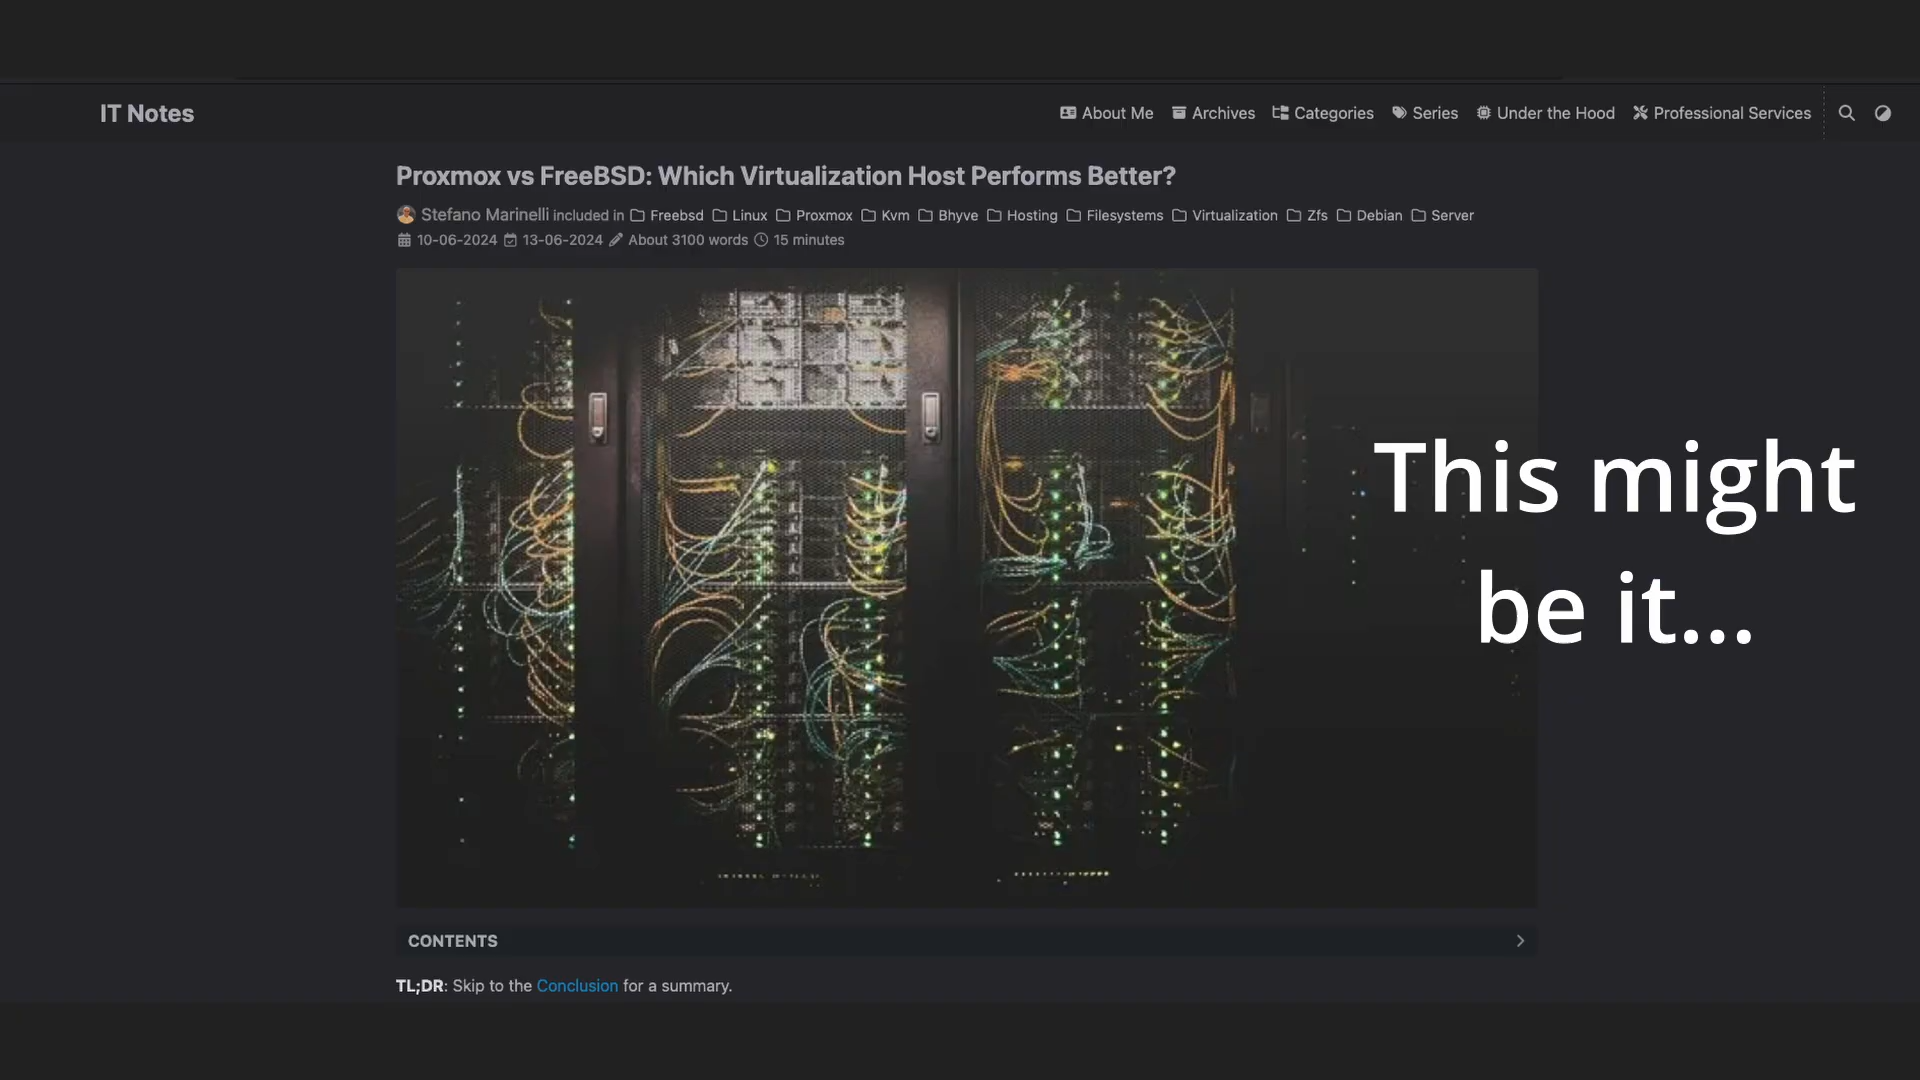 IT Notes
About Me Archives Categories Series Under the Hood Professional Services
Proxmox vs FreeBSD: Which Virtualization Host Performs Better?
Stefano Marinelli included in Freebsd Linux Proxmox Kvm Bhyve Hosting Filesystems Virtualization Zfs Debian Server
10-06-2024 13-06-2024 About 3100 words 15 minutes
This might
be it...
CONTENTS
TL;DR: Skip to the Conclusion for a summary.